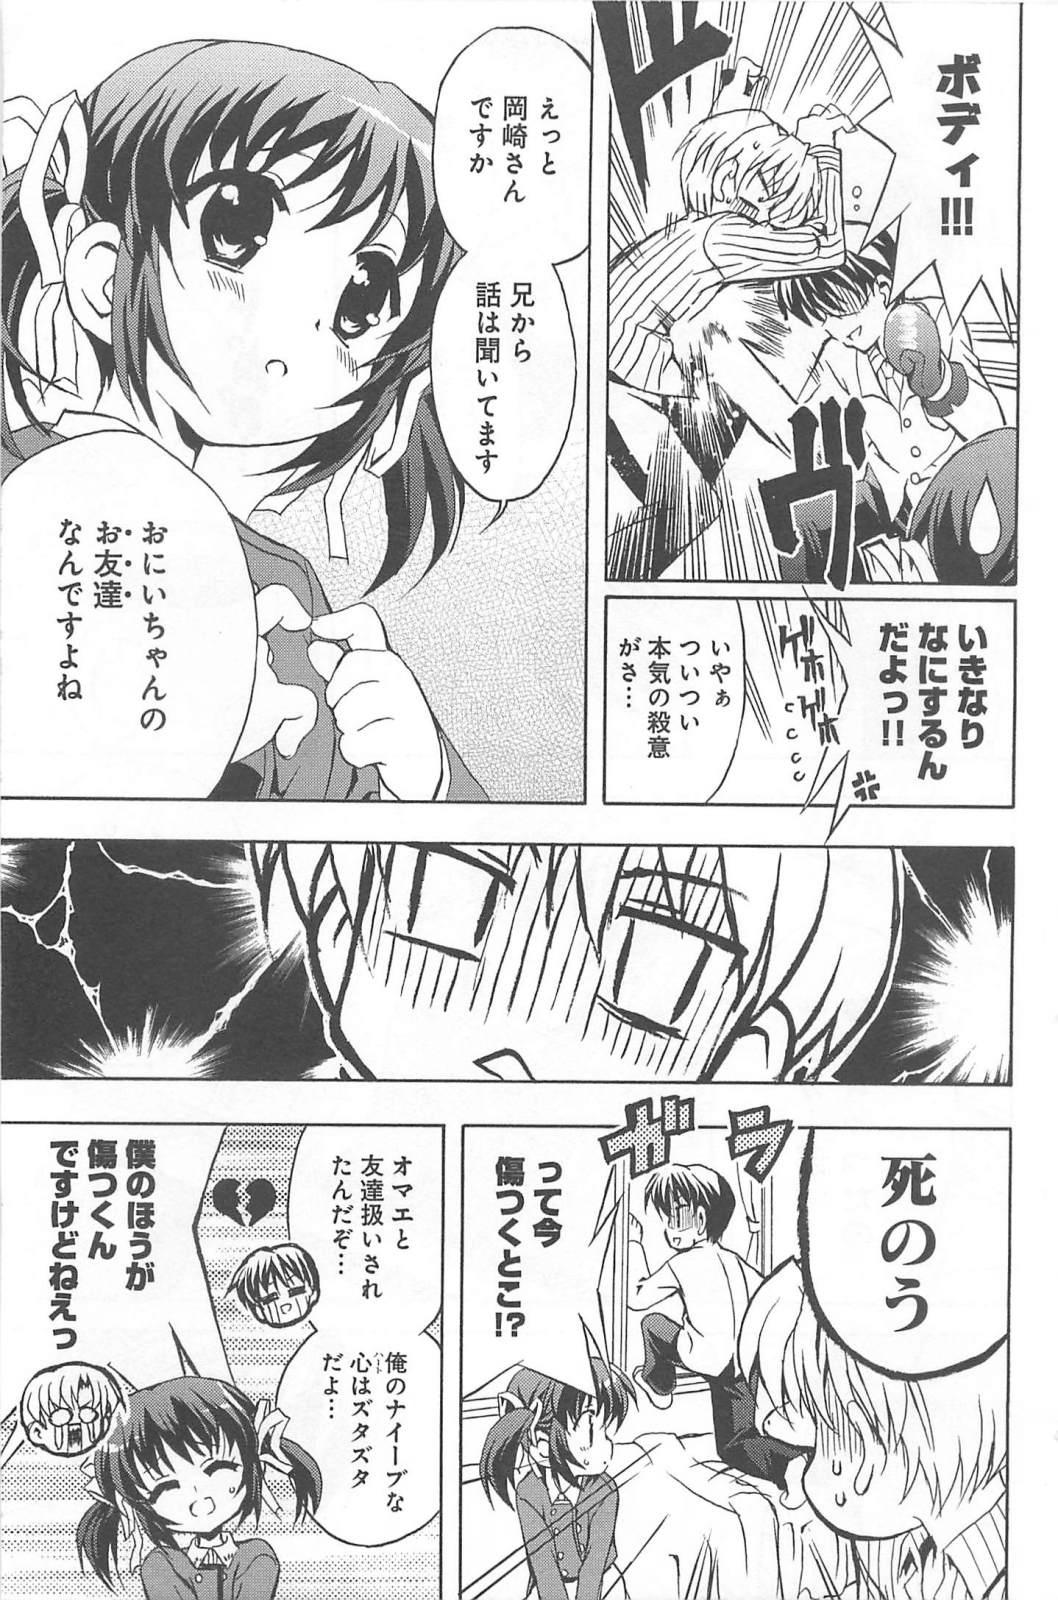 ボディ!!!
ドッ
ヴ
いきなり
なにするん
だよっ!!
ゲホ
ゲホ
いやぁ
ついつい
本気の殺意
がさ…
えっと
岡崎さん
ですか
兄から
話は聞いてます
おにいちゃんの
お友達
なんですよね
死のう
ガラ
って今
傷つくとこ!?
オマエと
友達扱いされ
たんだぞ…
俺のナイーブな
心はズタズタ
ハート
だよ…
僕のほうが
傷つくん
ですけどねえっ